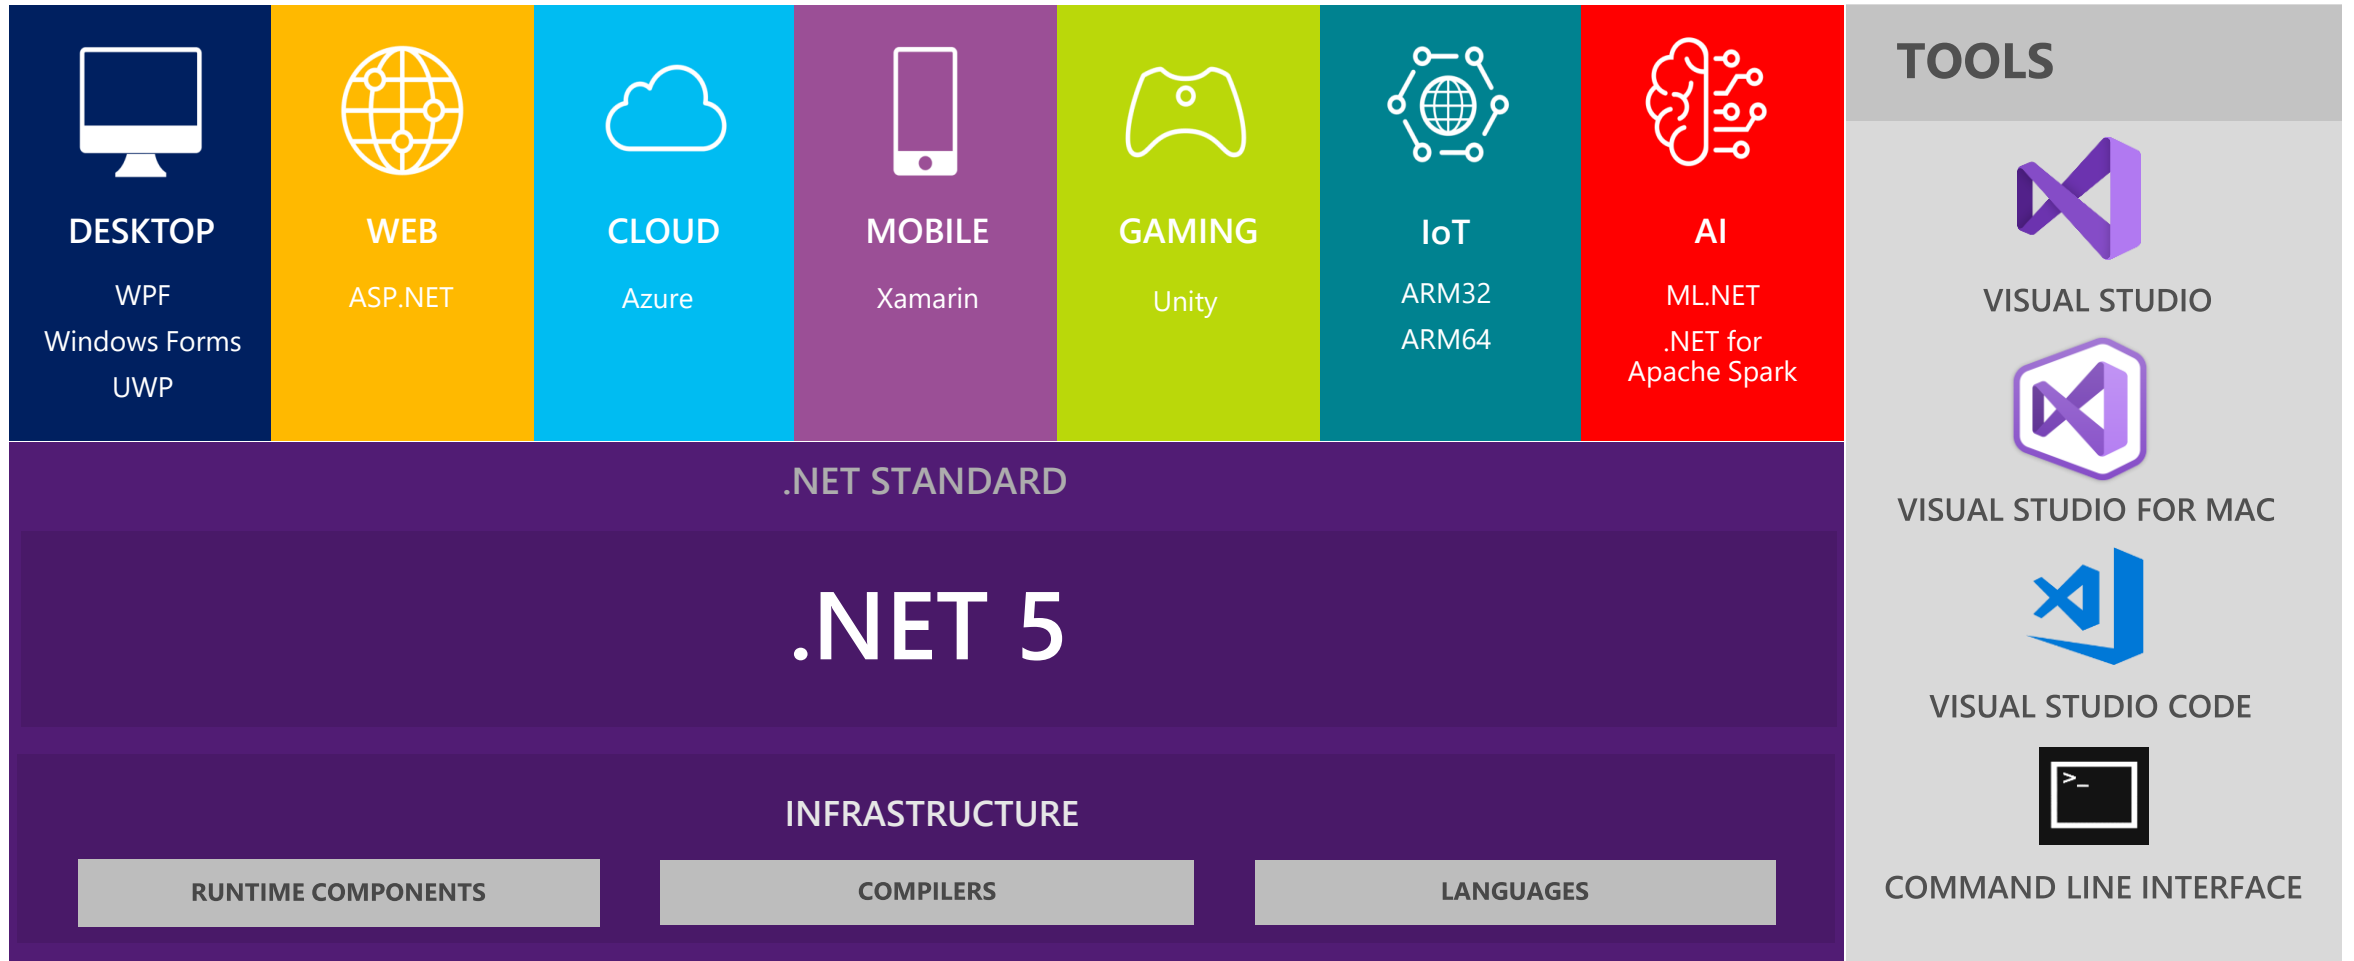 DESKTOP
WPF
Windows Forms
UWP
WEB
ASP.NET
CLOUD
Azure
MOBILE
Xamarin
GAMING
Unity
IoT
ARM32
ARM64
AI
ML.NET
.NET for
Apache Spark
.NET STANDARD
.NET 5
INFRASTRUCTURE
RUNTIME COMPONENTS
COMPILERS
LANGUAGES
TOOLS
VISUAL STUDIO
VISUAL STUDIO FOR MAC
VISUAL STUDIO CODE
>_
COMMAND LINE INTERFACE